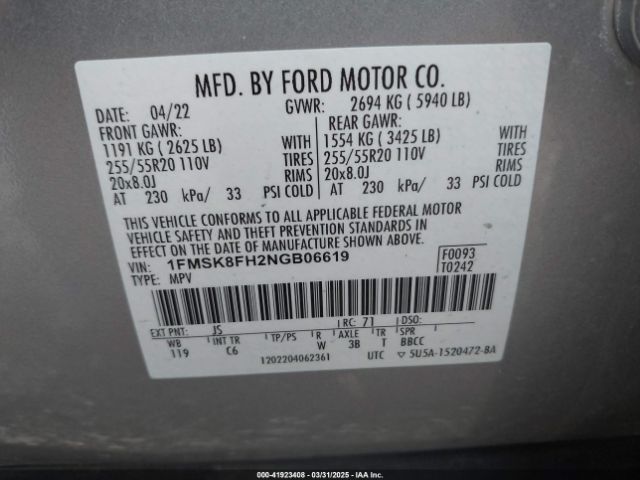 MFD. BY FORD MOTOR CO.
DATE: 04/22 GVWR: 2694 KG ( 5940 LB)
FRONT GAWR: REAR GAWR:
1191 KG ( 2625 LB) WITH 1554 KG ( 3425 LB) WITH
255/55R20 110V TIRES 255/55R20 110V TIRES
20x8.0J RIMS 20x8.0J RIMS
AT 230 kPa/ 33 PSI COLD AT 230 kPa/ 33 PSI COLD
THIS VEHICLE CONFORMS TO ALL APPLICABLE FEDERAL MOTOR
VEHICLE SAFETY AND THEFT PREVENTION STANDARDS IN
EFFECT ON THE DATE OF MANUFACTURE SHOWN ABOVE.
VIN: 1FMSK8FH2NGB06619 F0093
TYPE: MPV T0242
EXT PNT: JS RC: 71 DSO:
WB INT TR TP/PS R AXLE TR SPR
119 C6 W 3B T BBCC
1202204062361 UTC ▽ 5U5A-1520472-BA
000-41923408 - 03/31/2025 - IAAI, Inc.